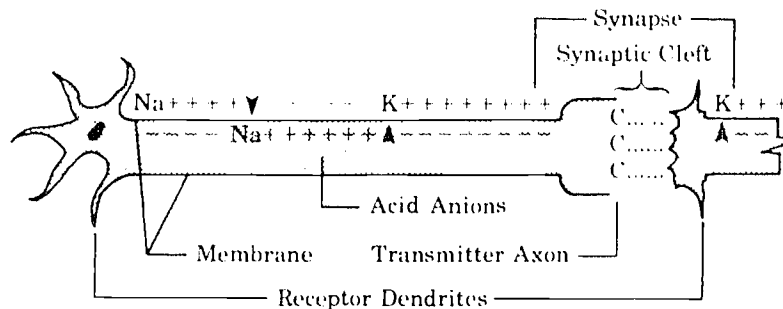 Synapse
Synaptic Cleft
Na + + + + - - - - K + + + + + + + + K + + +
~ ~ ~ ~ ~ Na + + + + + ~ ~ ~ ~ ~ ~ ~ ~ - - - -
C.....
C......
C......
Acid Anions
Membrane Transmitter Axon
Receptor Dendrites